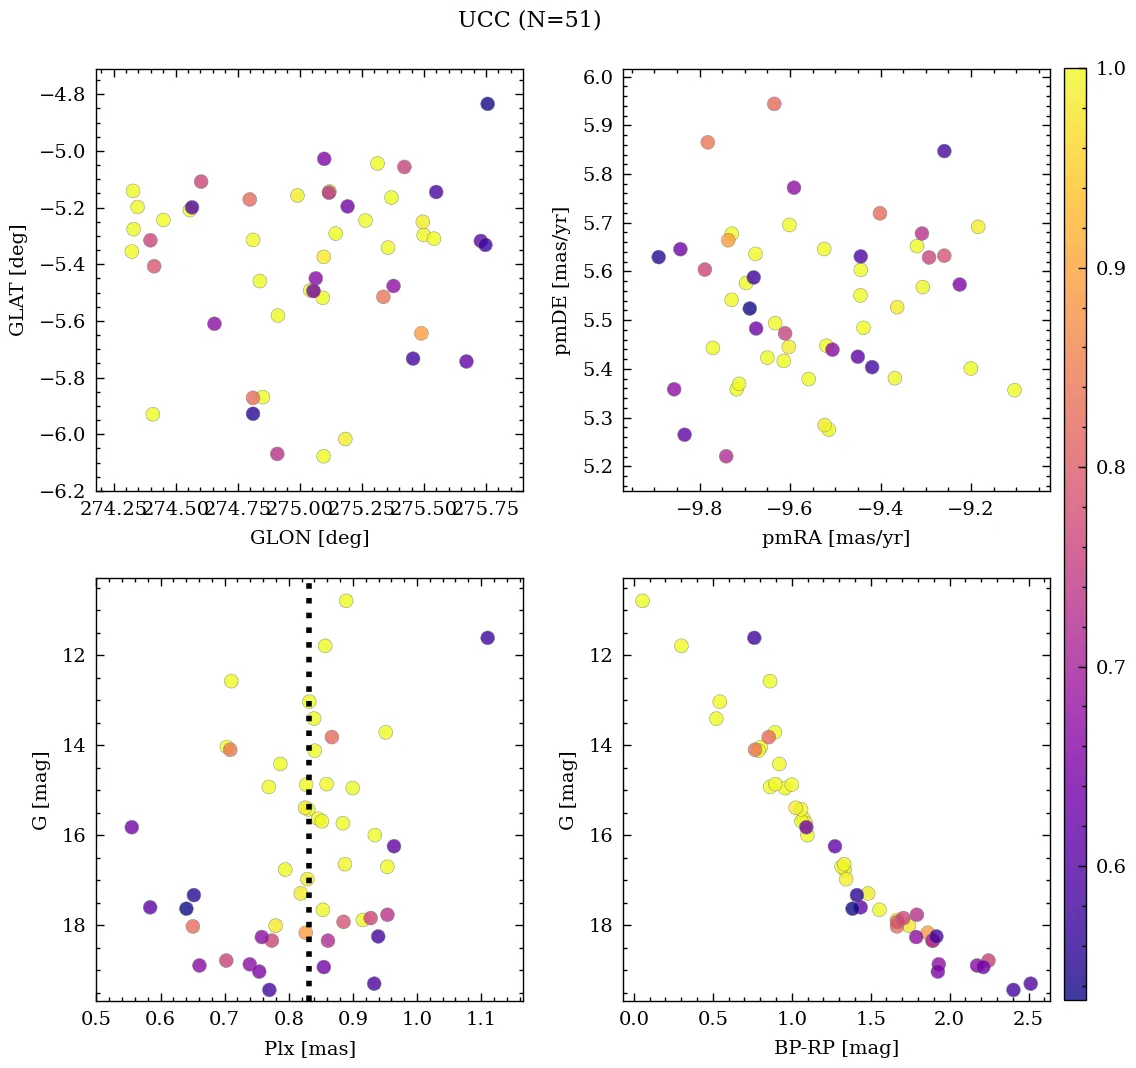 UCC (N=51)
−4.8
−5.0
−5.2
−5.4
−5.6
−5.8
−6.0
−6.2
GLAT [deg]
274.25 274.50 274.75 275.00 275.25 275.50 275.75
GLON [deg]
6.0
5.9
5.8
5.7
5.6
5.5
5.4
5.3
5.2
pmDE [mas/yr]
−9.8 −9.6 −9.4 −9.2
pmRA [mas/yr]
1.0
0.9
0.8
0.7
0.6
12
14
16
18
G [mag]
0.5 0.6 0.7 0.8 0.9 1.0 1.1
Plx [mas]
12
14
16
18
G [mag]
0.0 0.5 1.0 1.5 2.0 2.5
BP-RP [mag]